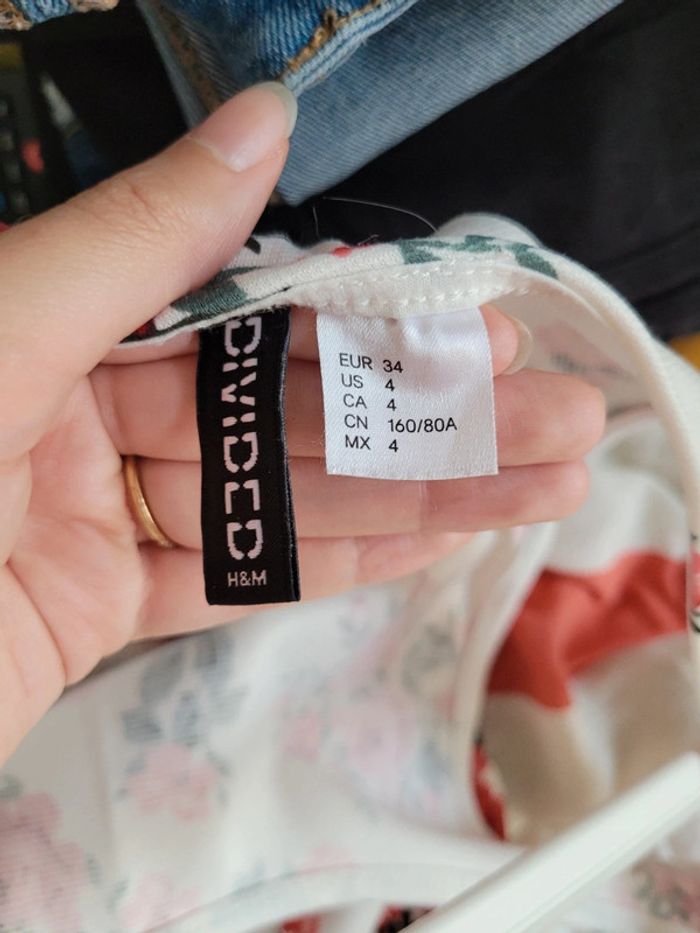 DIVIDED
H&M
EUR 34
US 4
CA 4
CN 160/80A
MX 4